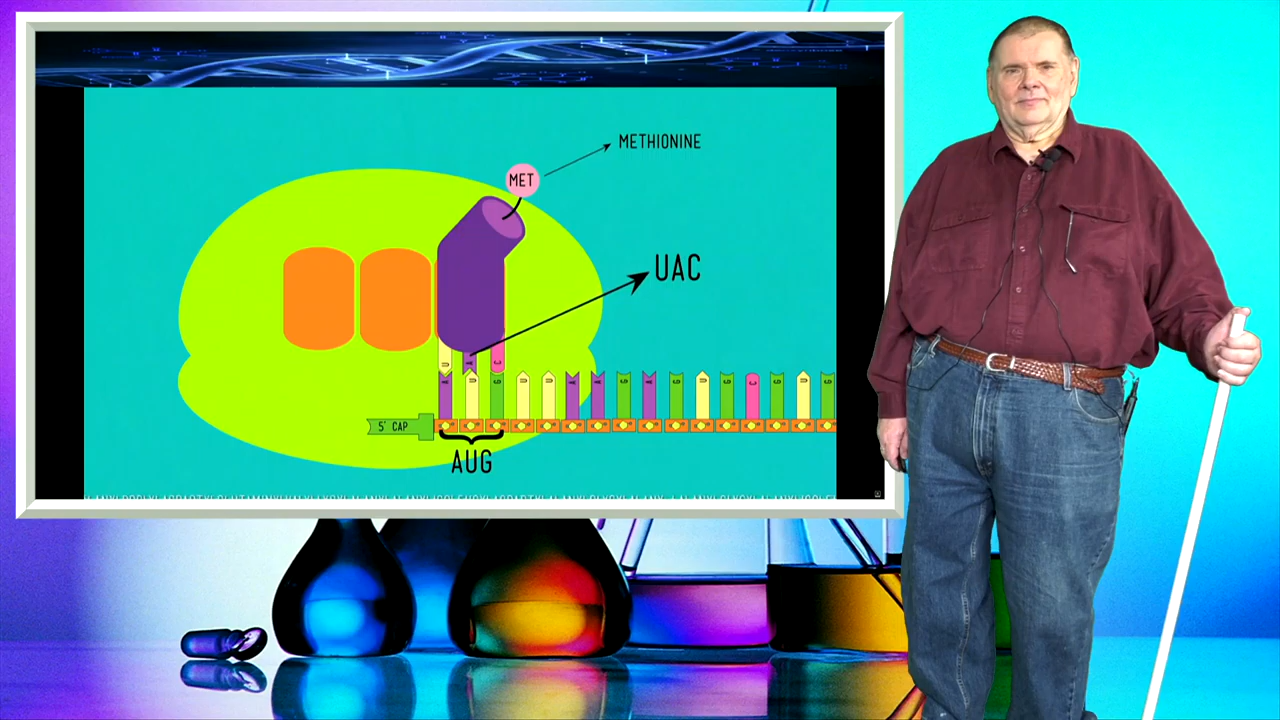 METHIONINE
MET
UAC
U A C
A U G U U A A G A G U G C G U G
5' CAP
AUG